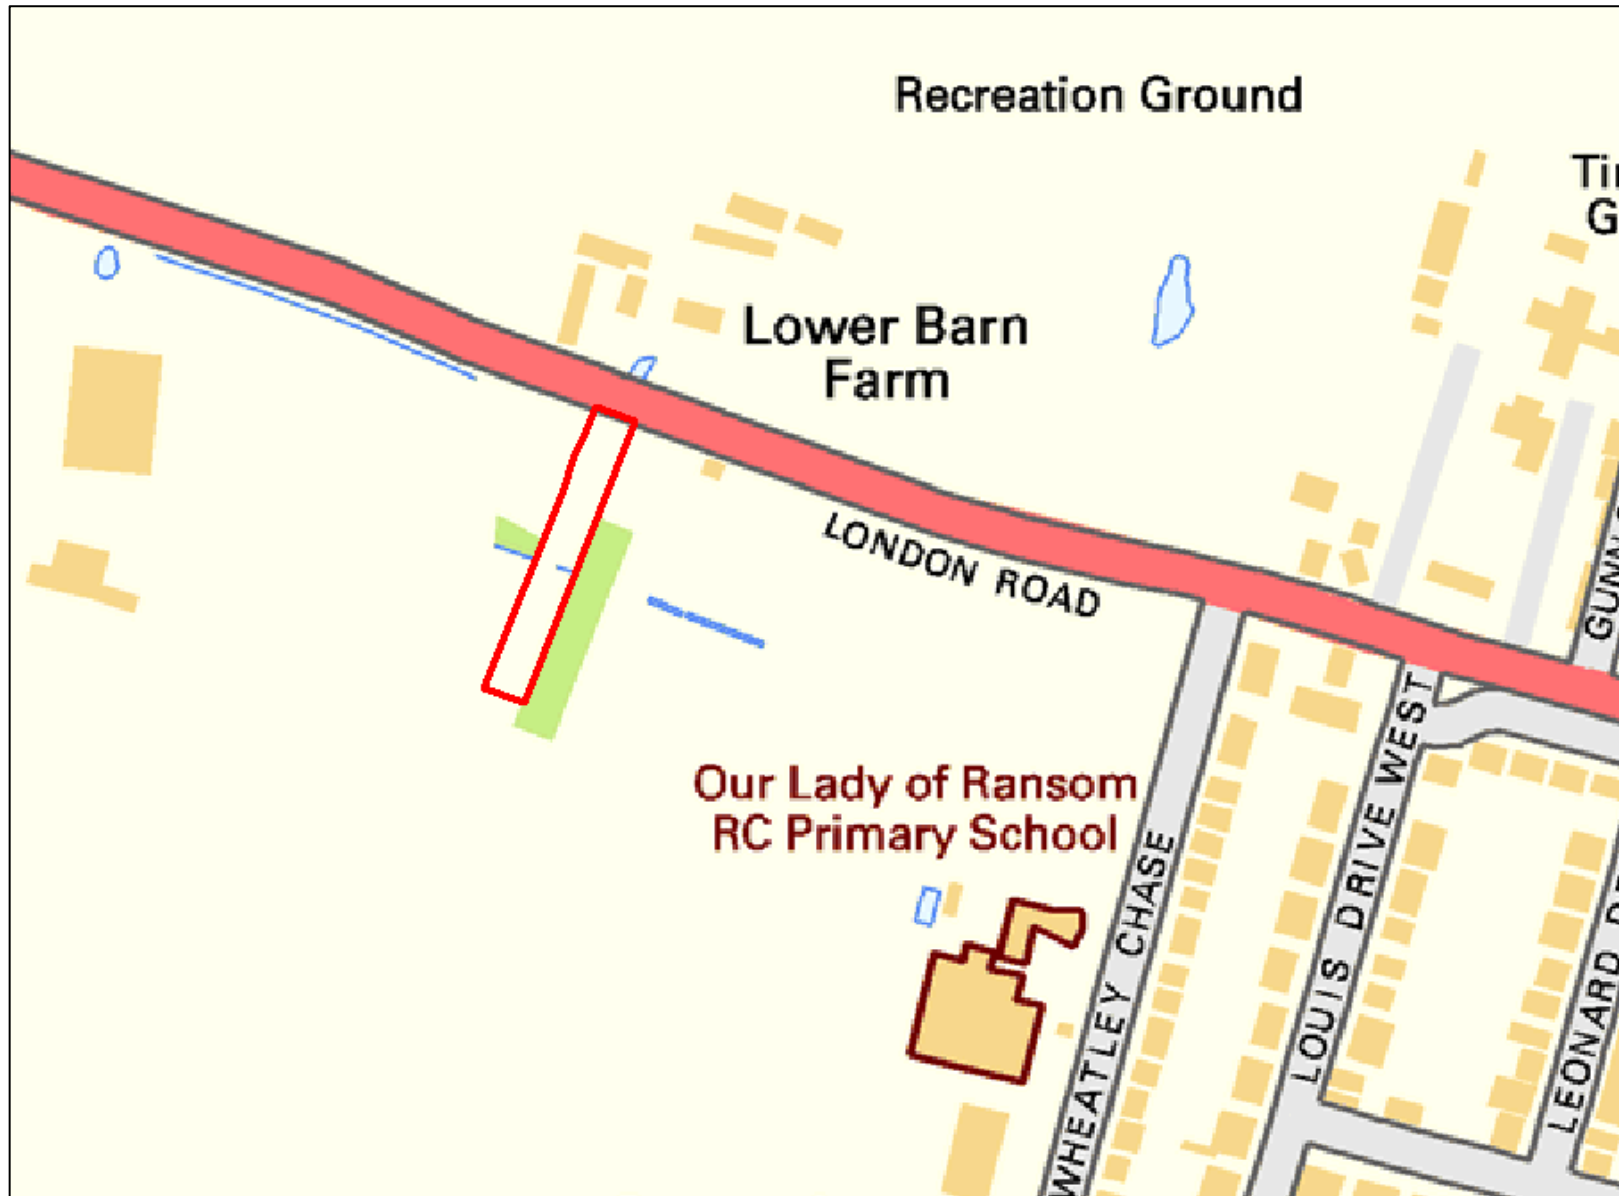 Recreation Ground
Lower Barn
Farm
LONDON ROAD
Our Lady of Ransom
RC Primary School
WHEATLEY CHASE
LOUIS DRIVE WEST
LEONARD
GUNN